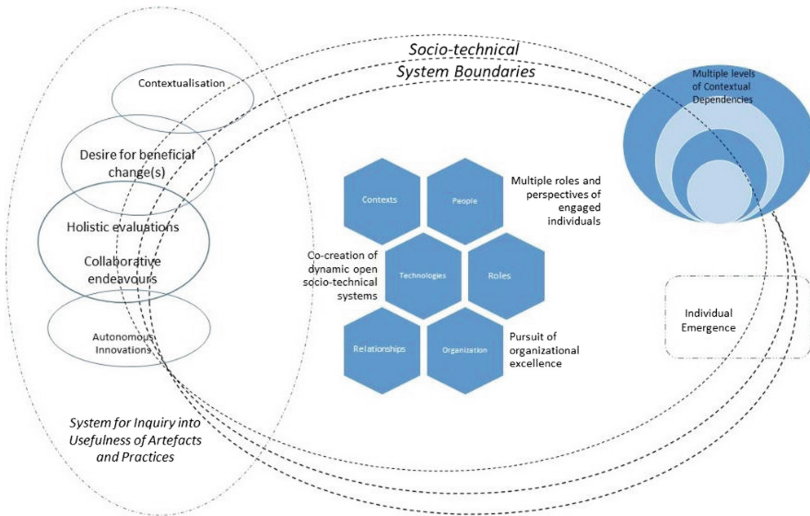 Socio-technical
System Boundaries
Contextualisation
Desire for beneficial
change(s)
Holistic evaluations
Collaborative
endeavours
Autonomous
Innovations
System for Inquiry into
Usefulness of Artefacts
and Practices
Multiple levels
of Contextual
Dependencies
Contexts
People
Multiple roles and
perspectives of
engaged
individuals
Co-creation of
dynamic open
socio-technical
systems
Technologies
Roles
Relationships
Organization
Pursuit of
organizational
excellence
Individual
Emergence